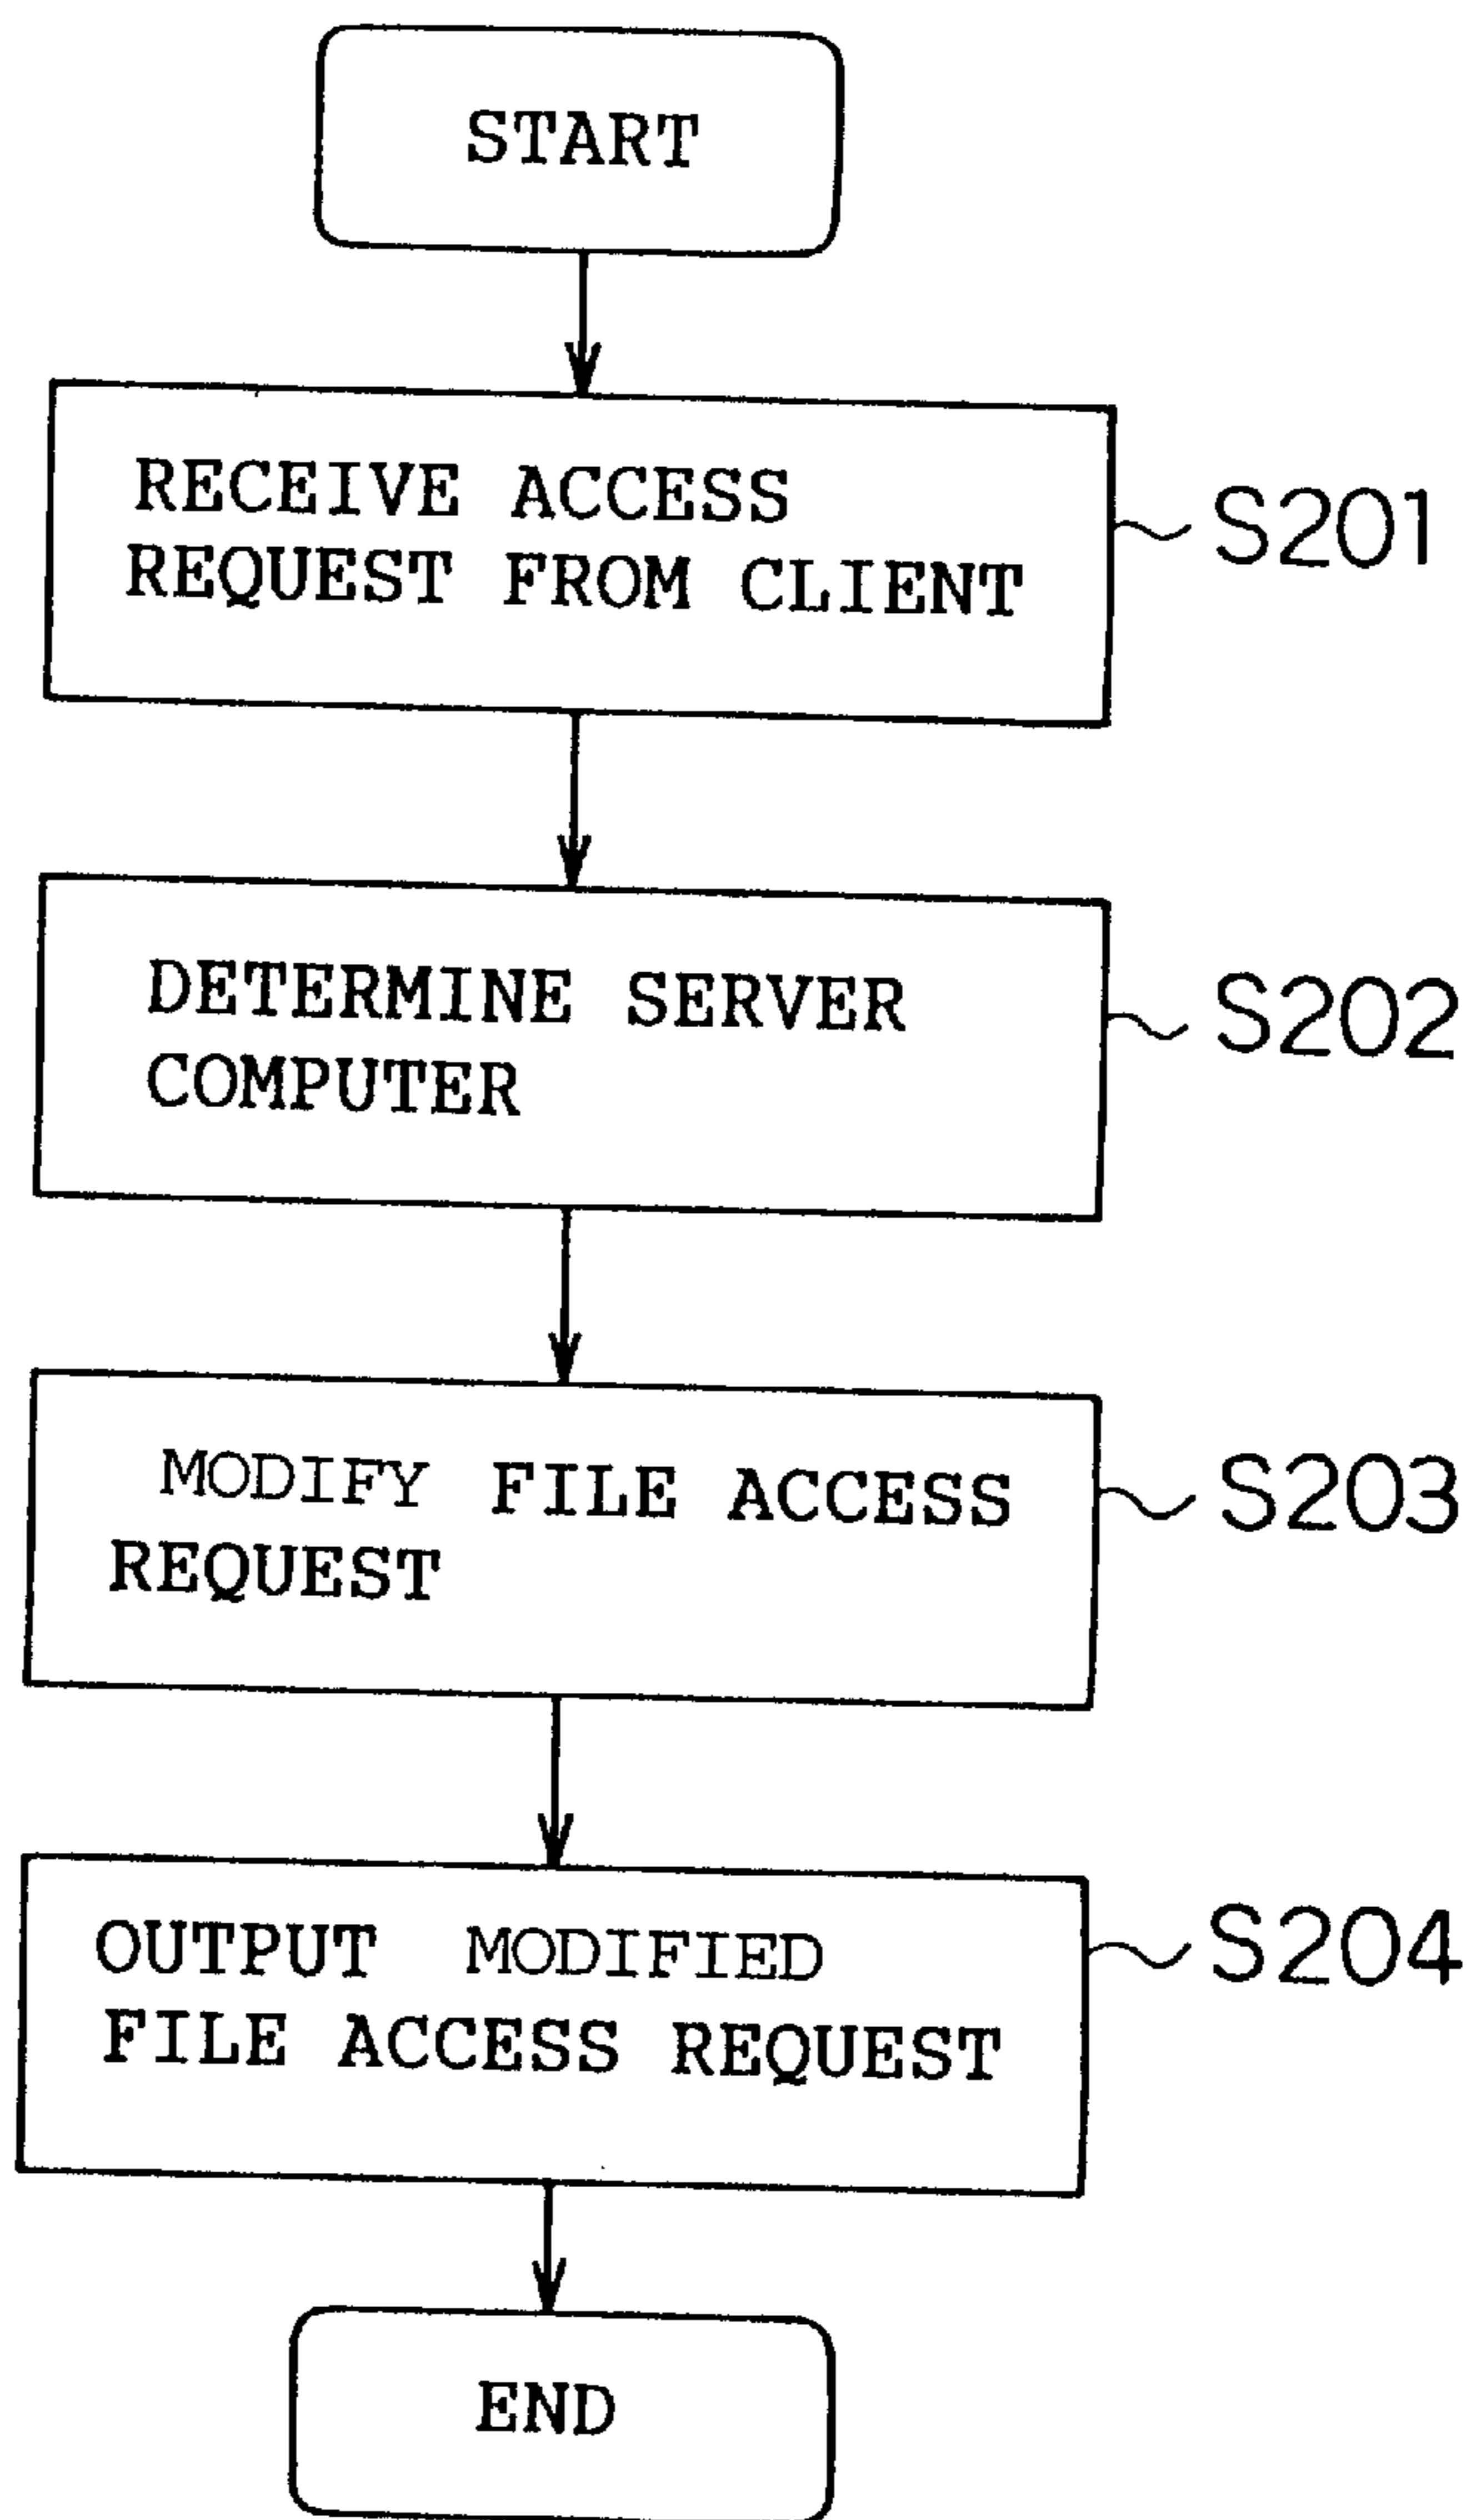 START
RECEIVE ACCESS
REQUEST FROM CLIENT
S201
DETERMINE SERVER
COMPUTER
S202
MODIFY FILE ACCESS
REQUEST
S203
OUTPUT MODIFIED
FILE ACCESS REQUEST
S204
END